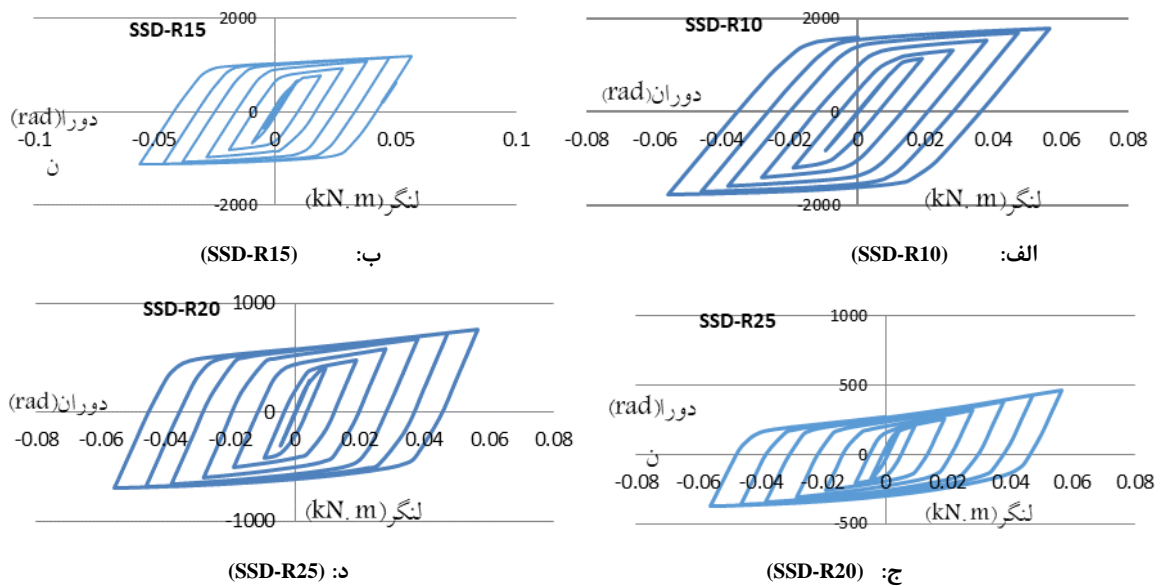 SSD-R10
2000
0
-2000
-0.08 -0.06 -0.04 -0.02 0 0.02 0.04 0.06 0.08
دوران(rad)
لنگر(kN. m)
الف: (SSD-R10)
SSD-R15
2000
0
-2000
-0.1 -0.05 0 0.05 0.1
دورا(rad)
ن
لنگر(kN. m)
ب: (SSD-R15)
SSD-R25
1000
500
0
-500
-0.08 -0.06 -0.04 -0.02 0 0.02 0.04 0.06 0.08
دورا(rad)
ن
لنگر(kN. m)
ج: (SSD-R20)
SSD-R20
1000
0
-1000
-0.08 -0.06 -0.04 -0.02 0 0.02 0.04 0.06 0.08
دوران(rad)
لنگر(kN. m)
د: (SSD-R25)